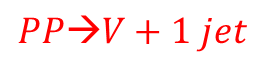 PP→V + 1 jet